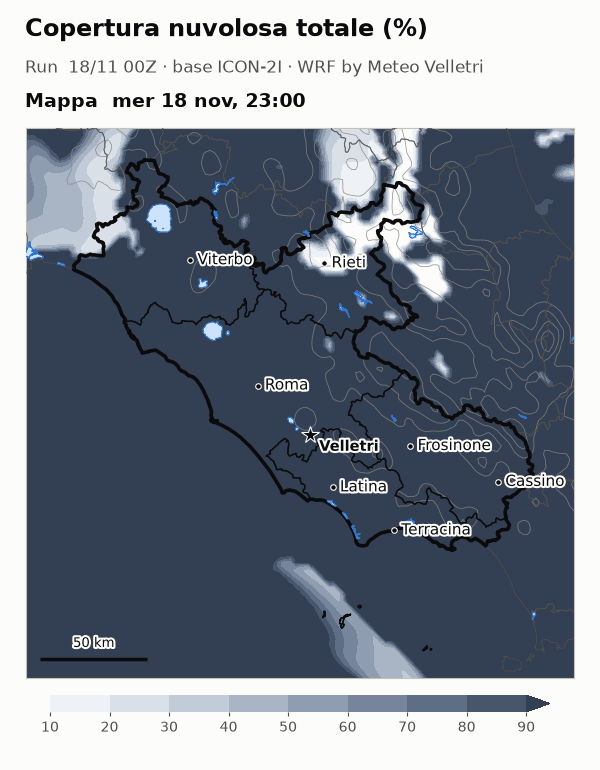 Copertura nuvolosa totale (%)
Run  18/11 00Z · base ICON-2I · WRF by Meteo Velletri
Mappa  mer 18 nov, 23:00
Viterbo
Rieti
Roma
Velletri
Frosinone
Latina
Cassino
Terracina
50 km
10 20 30 40 50 60 70 80 90